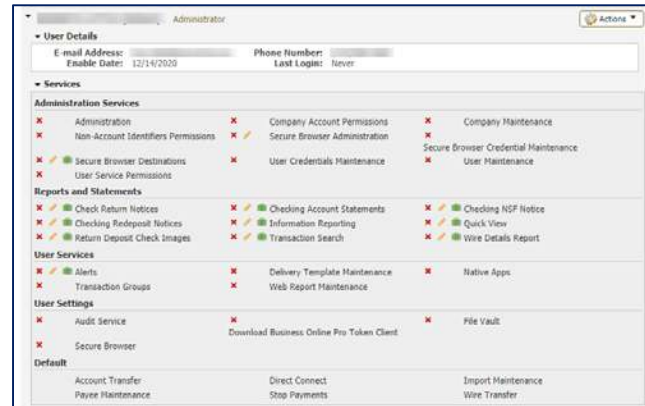 Administrator
Actions
User Details
E-mail Address: Phone Number:
Enable Date: 12/14/2020 Last Login: Never
Services
Administration Services
Administration Company Account Permissions Company Maintenance
Non-Account Identifiers Permissions Secure Browser Administration
Secure Browser Credential Maintenance
Secure Browser Destinations User Credentials Maintenance User Maintenance
User Service Permissions
Reports and Statements
Check Return Notices Checking Account Statements Checking NSF Notice
Checking Redeposit Notices Information Reporting Quick View
Return Deposit Check Images Transaction Search Wire Details Report
User Services
Alerts Delivery Template Maintenance Native Apps
Transaction Groups Web Report Maintenance
User Settings
Audit Service File Vault
Download Business Online Pro Token Client
Secure Browser
Default
Account Transfer Direct Connect Import Maintenance
Payee Maintenance Stop Payments Wire Transfer